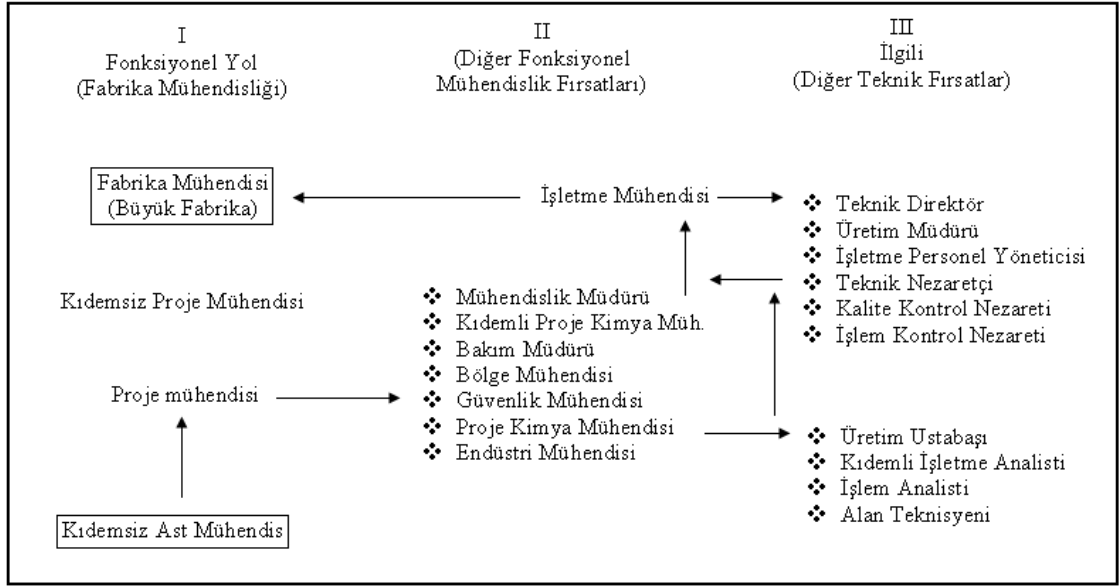 I
Fonksiyonel Yol
(Fabrika Mühendisliği)
II
(Diğer Fonksiyonel
Mühendislik Fırsatları)
III
İlgili
(Diğer Teknik Fırsatlar)
Fabrika Mühendisi
(Büyük Fabrika)
Kıdemsiz Proje Mühendisi
Proje mühendisi
Kıdemsiz Ast Mühendis
İşletme Mühendisi
❖ Mühendislik Müdürü
❖ Kıdemli Proje Kimya Müh.
❖ Bakım Müdürü
❖ Bölge Mühendisi
❖ Güvenlik Mühendisi
❖ Proje Kimya Mühendisi
❖ Endüstri Mühendisi
❖ Teknik Direktör
❖ Üretim Müdürü
❖ İşletme Personel Yöneticisi
❖ Teknik Nezaretçi
❖ Kalite Kontrol Nezareti
❖ İşlem Kontrol Nezareti
❖ Üretim Ustabaşı
❖ Kıdemli İşletme Analisti
❖ İşlem Analisti
❖ Alan Teknisyeni